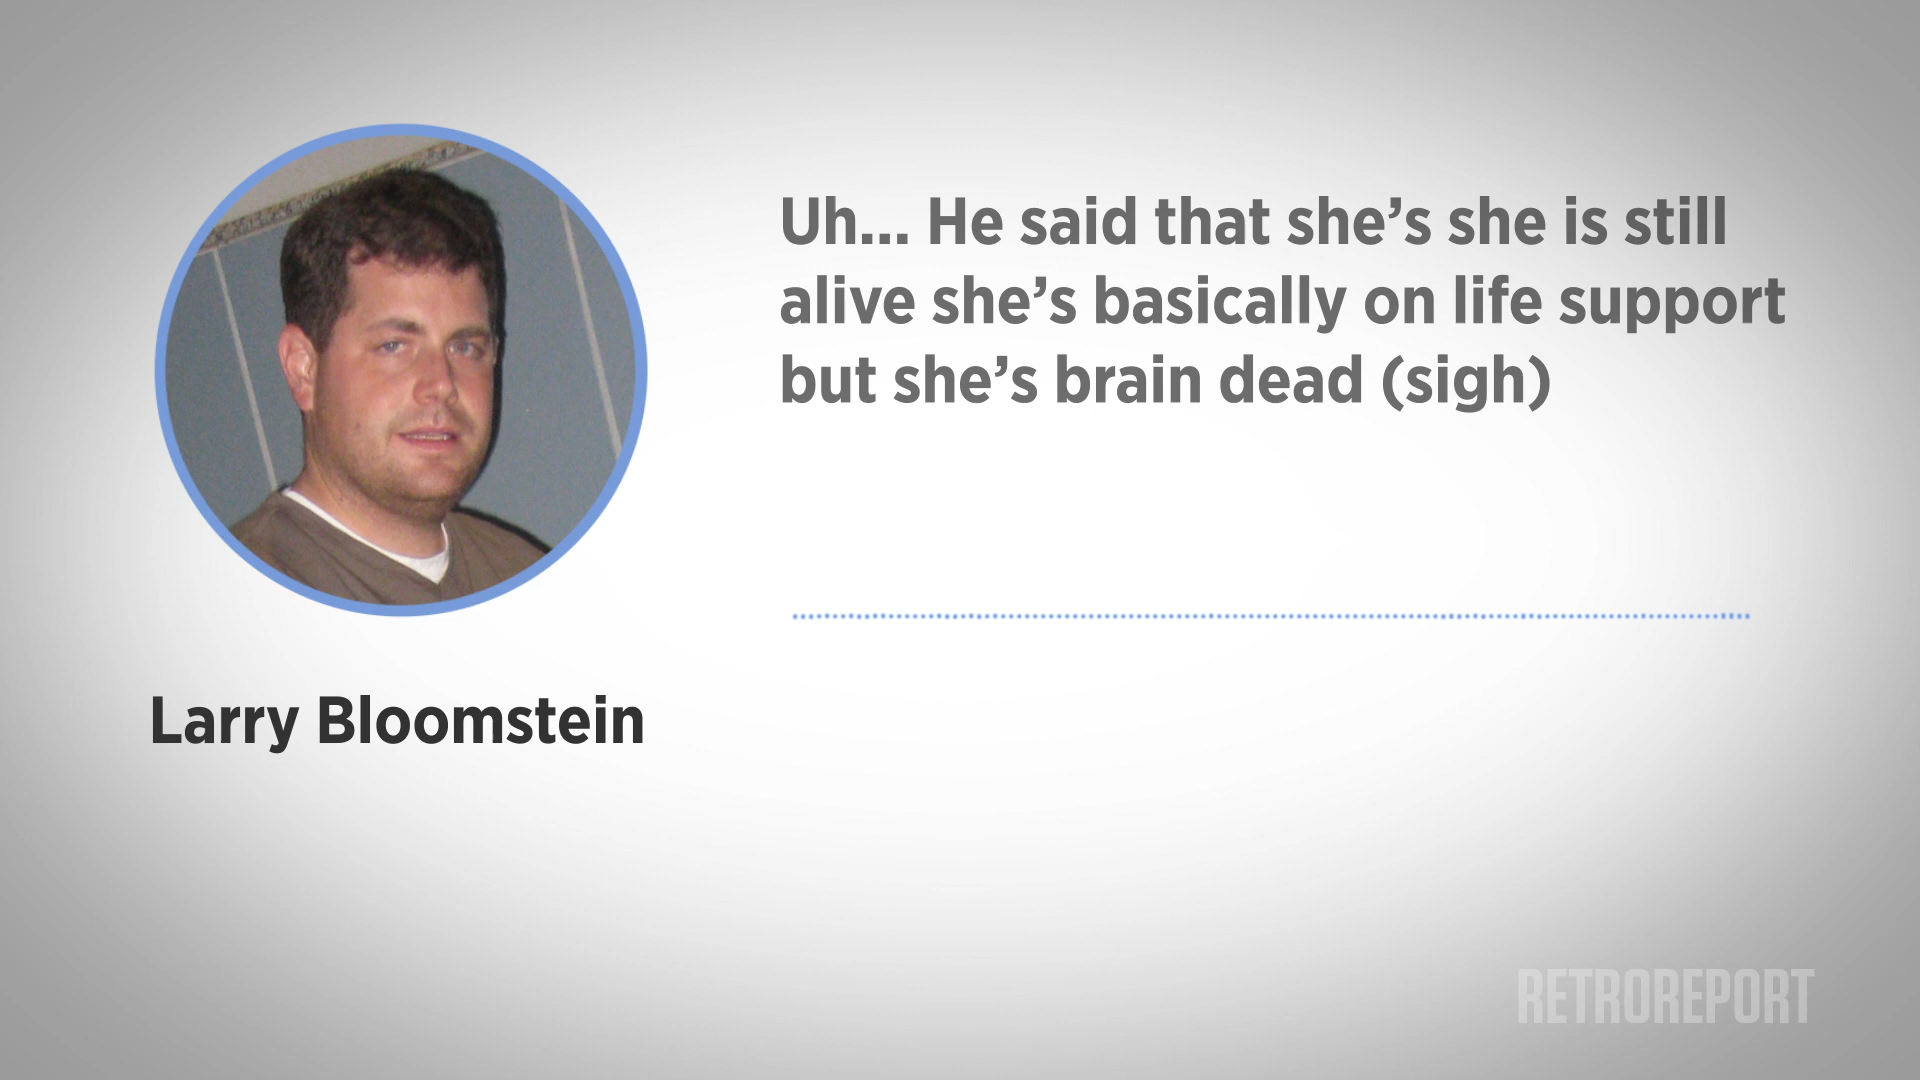 Uh... He said that she’s she is still
alive she’s basically on life support
but she’s brain dead (sigh)
Larry Bloomstein
RETROREPORT